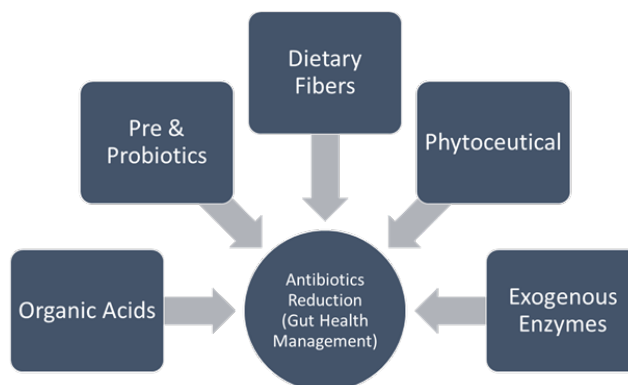 Dietary
Fibers
Pre &
Probiotics
Phytoceutical
Organic Acids
Antibiotics
Reduction
(Gut Health
Management)
Exogenous
Enzymes